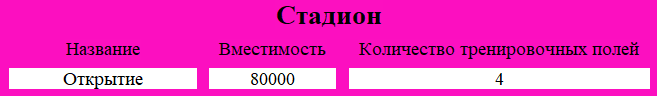 Стадион
Название Вместимость Количество тренировочных полей
Открытие 80000 4